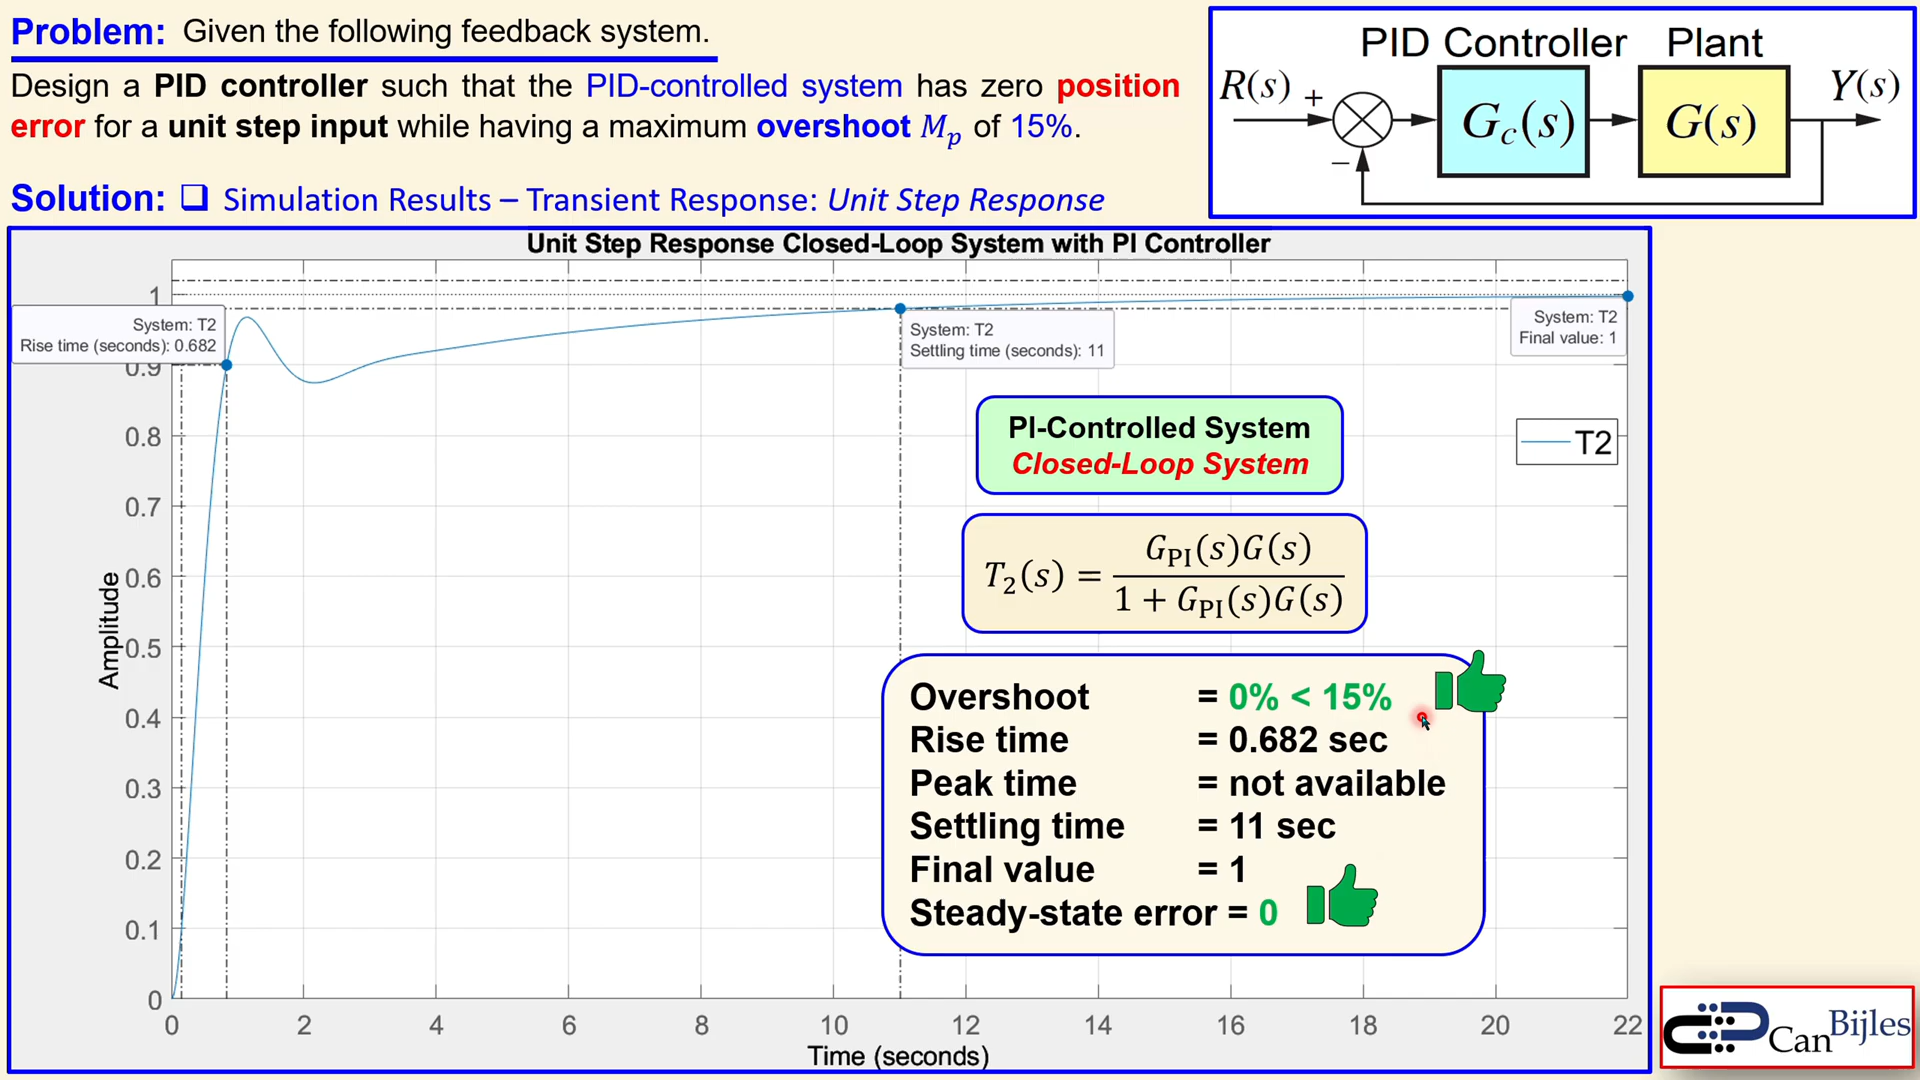 Problem: Given the following feedback system.
Design a PID controller such that the PID-controlled system has zero position
error for a unit step input while having a maximum overshoot Mp of 15%.
Solution: ❑ Simulation Results – Transient Response: Unit Step Response
PID Controller Plant
R(s) + Gc(s) G(s) Y(s)
−
Unit Step Response Closed-Loop System with PI Controller
1
0.9
0.8
0.7
0.6
0.5
0.4
0.3
0.2
0.1
0
Amplitude
System: T2
Rise time (seconds): 0.682
System: T2
Settling time (seconds): 11
System: T2
Final value: 1
T2
PI-Controlled System
Closed-Loop System
T2(s) = GPI(s)G(s) / 1 + GPI(s)G(s)
Overshoot = 0% < 15%
Rise time = 0.682 sec
Peak time = not available
Settling time = 11 sec
Final value = 1
Steady-state error = 0
0 2 4 6 8 10 12 14 16 18 20 22
Time (seconds)
CanBijles